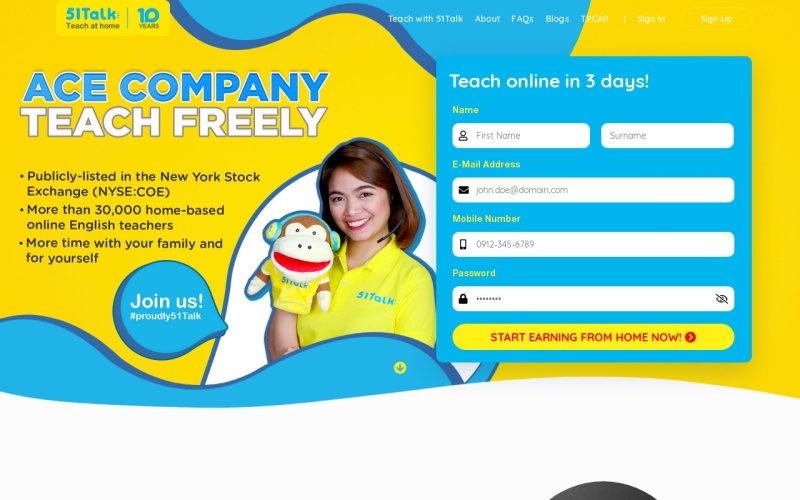 51Talk
Teach at home
10 YEARS
Teach with 51Talk About FAQs Blogs TPCAP | Sign In Sign Up
ACE COMPANY
TEACH FREELY
• Publicly-listed in the New York Stock
Exchange (NYSE:COE)
• More than 30,000 home-based
online English teachers
• More time with your family and
for yourself
Join us!
#proudly51Talk
51Talk
51Talk
Teach online in 3 days!
Name
First Name Surname
E-Mail Address
john.doe@domain.com
Mobile Number
0912-345-6789
Password
••••••••
START EARNING FROM HOME NOW!